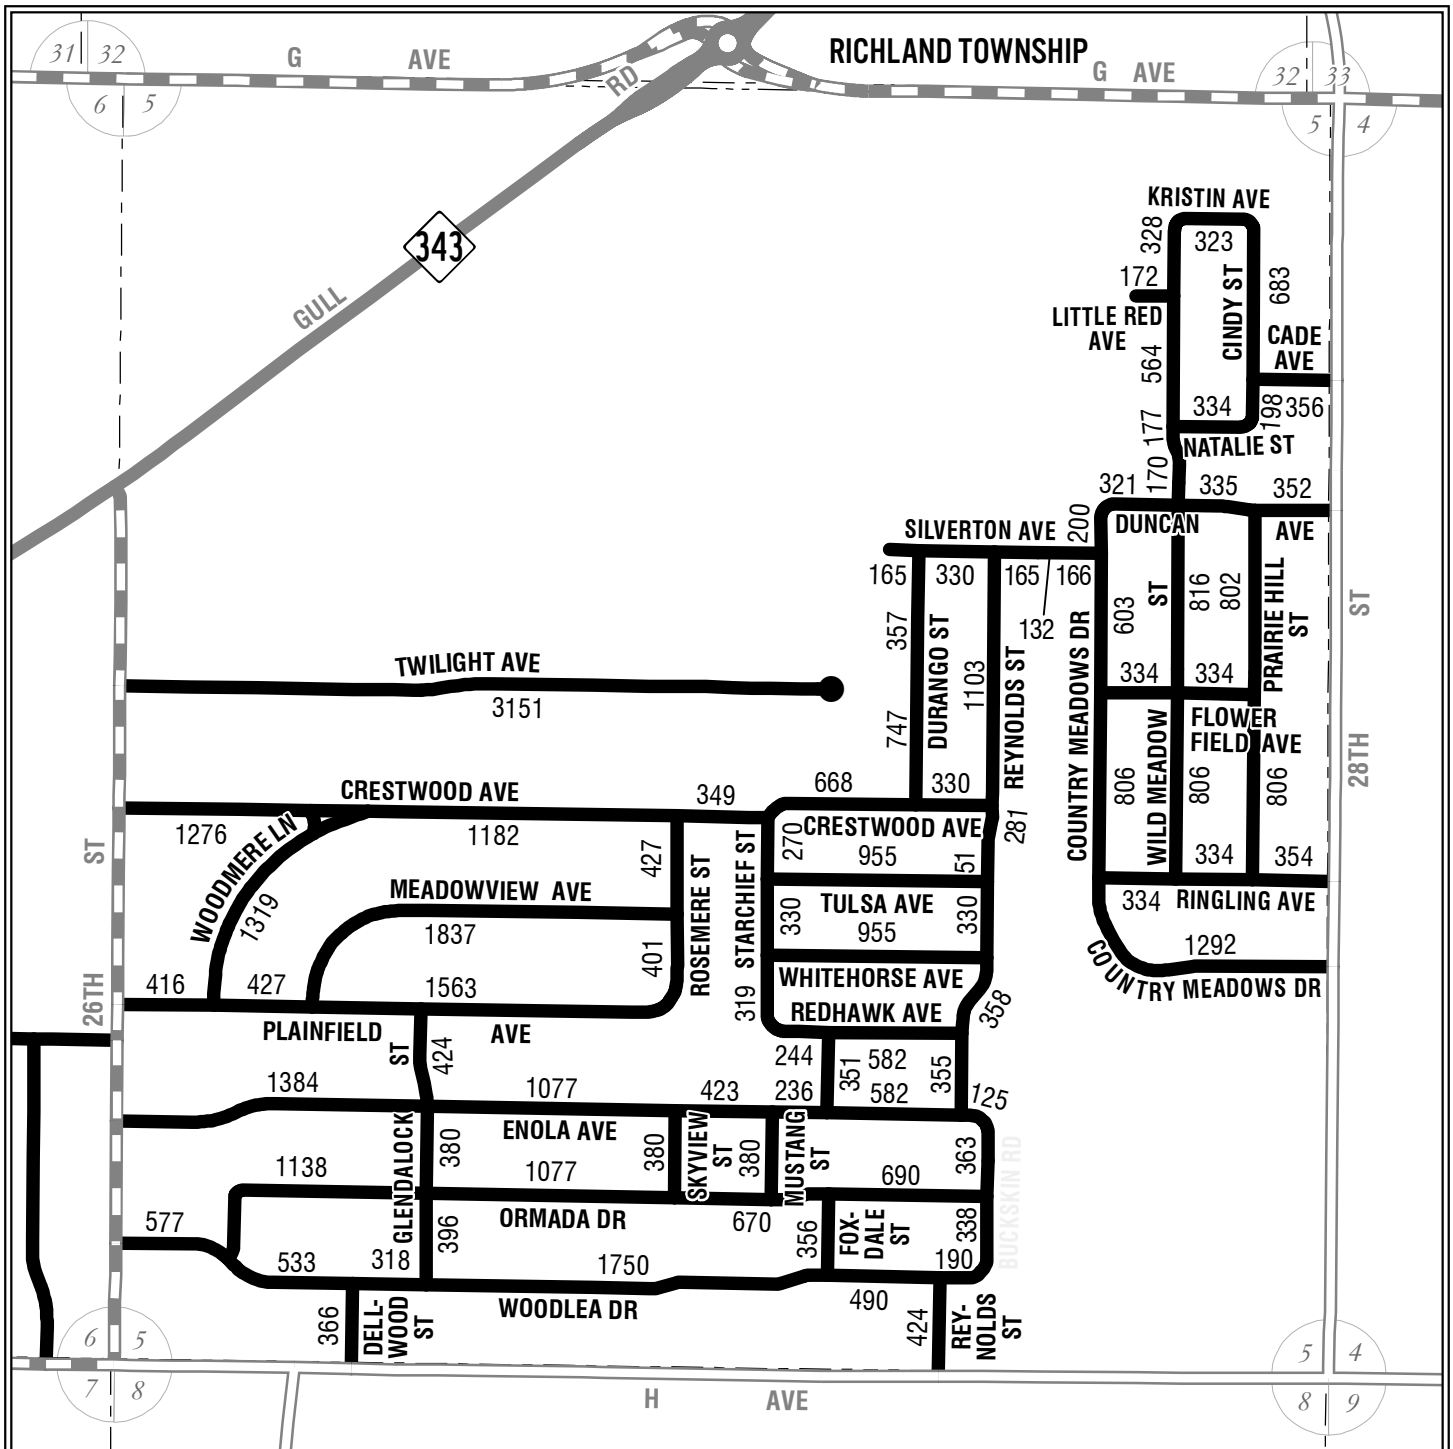 RICHLAND TOWNSHIP
31 32
6 5
G AVE
RD
G AVE
32 33
5 4
343
GULL
KRISTIN AVE
328
323
172
LITTLE RED
AVE
CINDY ST
683
CADE
AVE
564
334
198
356
177
NATALIE ST
170
321
335
352
200
DUNCAN
AVE
SILVERTON AVE
165
330
165
166
132
357
DURANGO ST
1103
REYNOLDS ST
747
COUNTRY MEADOWS DR
603
ST
816
802
PRAIRIE HILL
ST
ST
334
334
WILD MEADOW
FLOWER
FIELD AVE
28TH
806
806
806
334
354
334
RINGLING AVE
1292
COUNTRY MEADOWS DR
TWILIGHT AVE
3151
CRESTWOOD AVE
349
668
330
1276
WOODMERE LN
1182
427
ROSEMERE ST
STARCHIEF ST
270
CRESTWOOD AVE
955
51
281
ST
MEADOWVIEW AVE
1319
1837
401
330
TULSA AVE
955
330
26TH
416
427
1563
319
WHITEHORSE AVE
REDHAWK AVE
358
PLAINFIELD
AVE
ST
424
244
351
582
355
1384
1077
423
236
582
125
GLENDALOCK
380
ENOLA AVE
380
SKYVIEW
ST
380
MUSTANG
ST
363
1138
1077
690
BUCKSKIN RD
577
396
ORMADA DR
670
356
FOX-
DALE
ST
338
533
318
1750
190
366
DELL-
WOOD
ST
WOODLEA DR
490
424
REY-
NOLDS
ST
6 5
7 8
H AVE
5 4
8 9